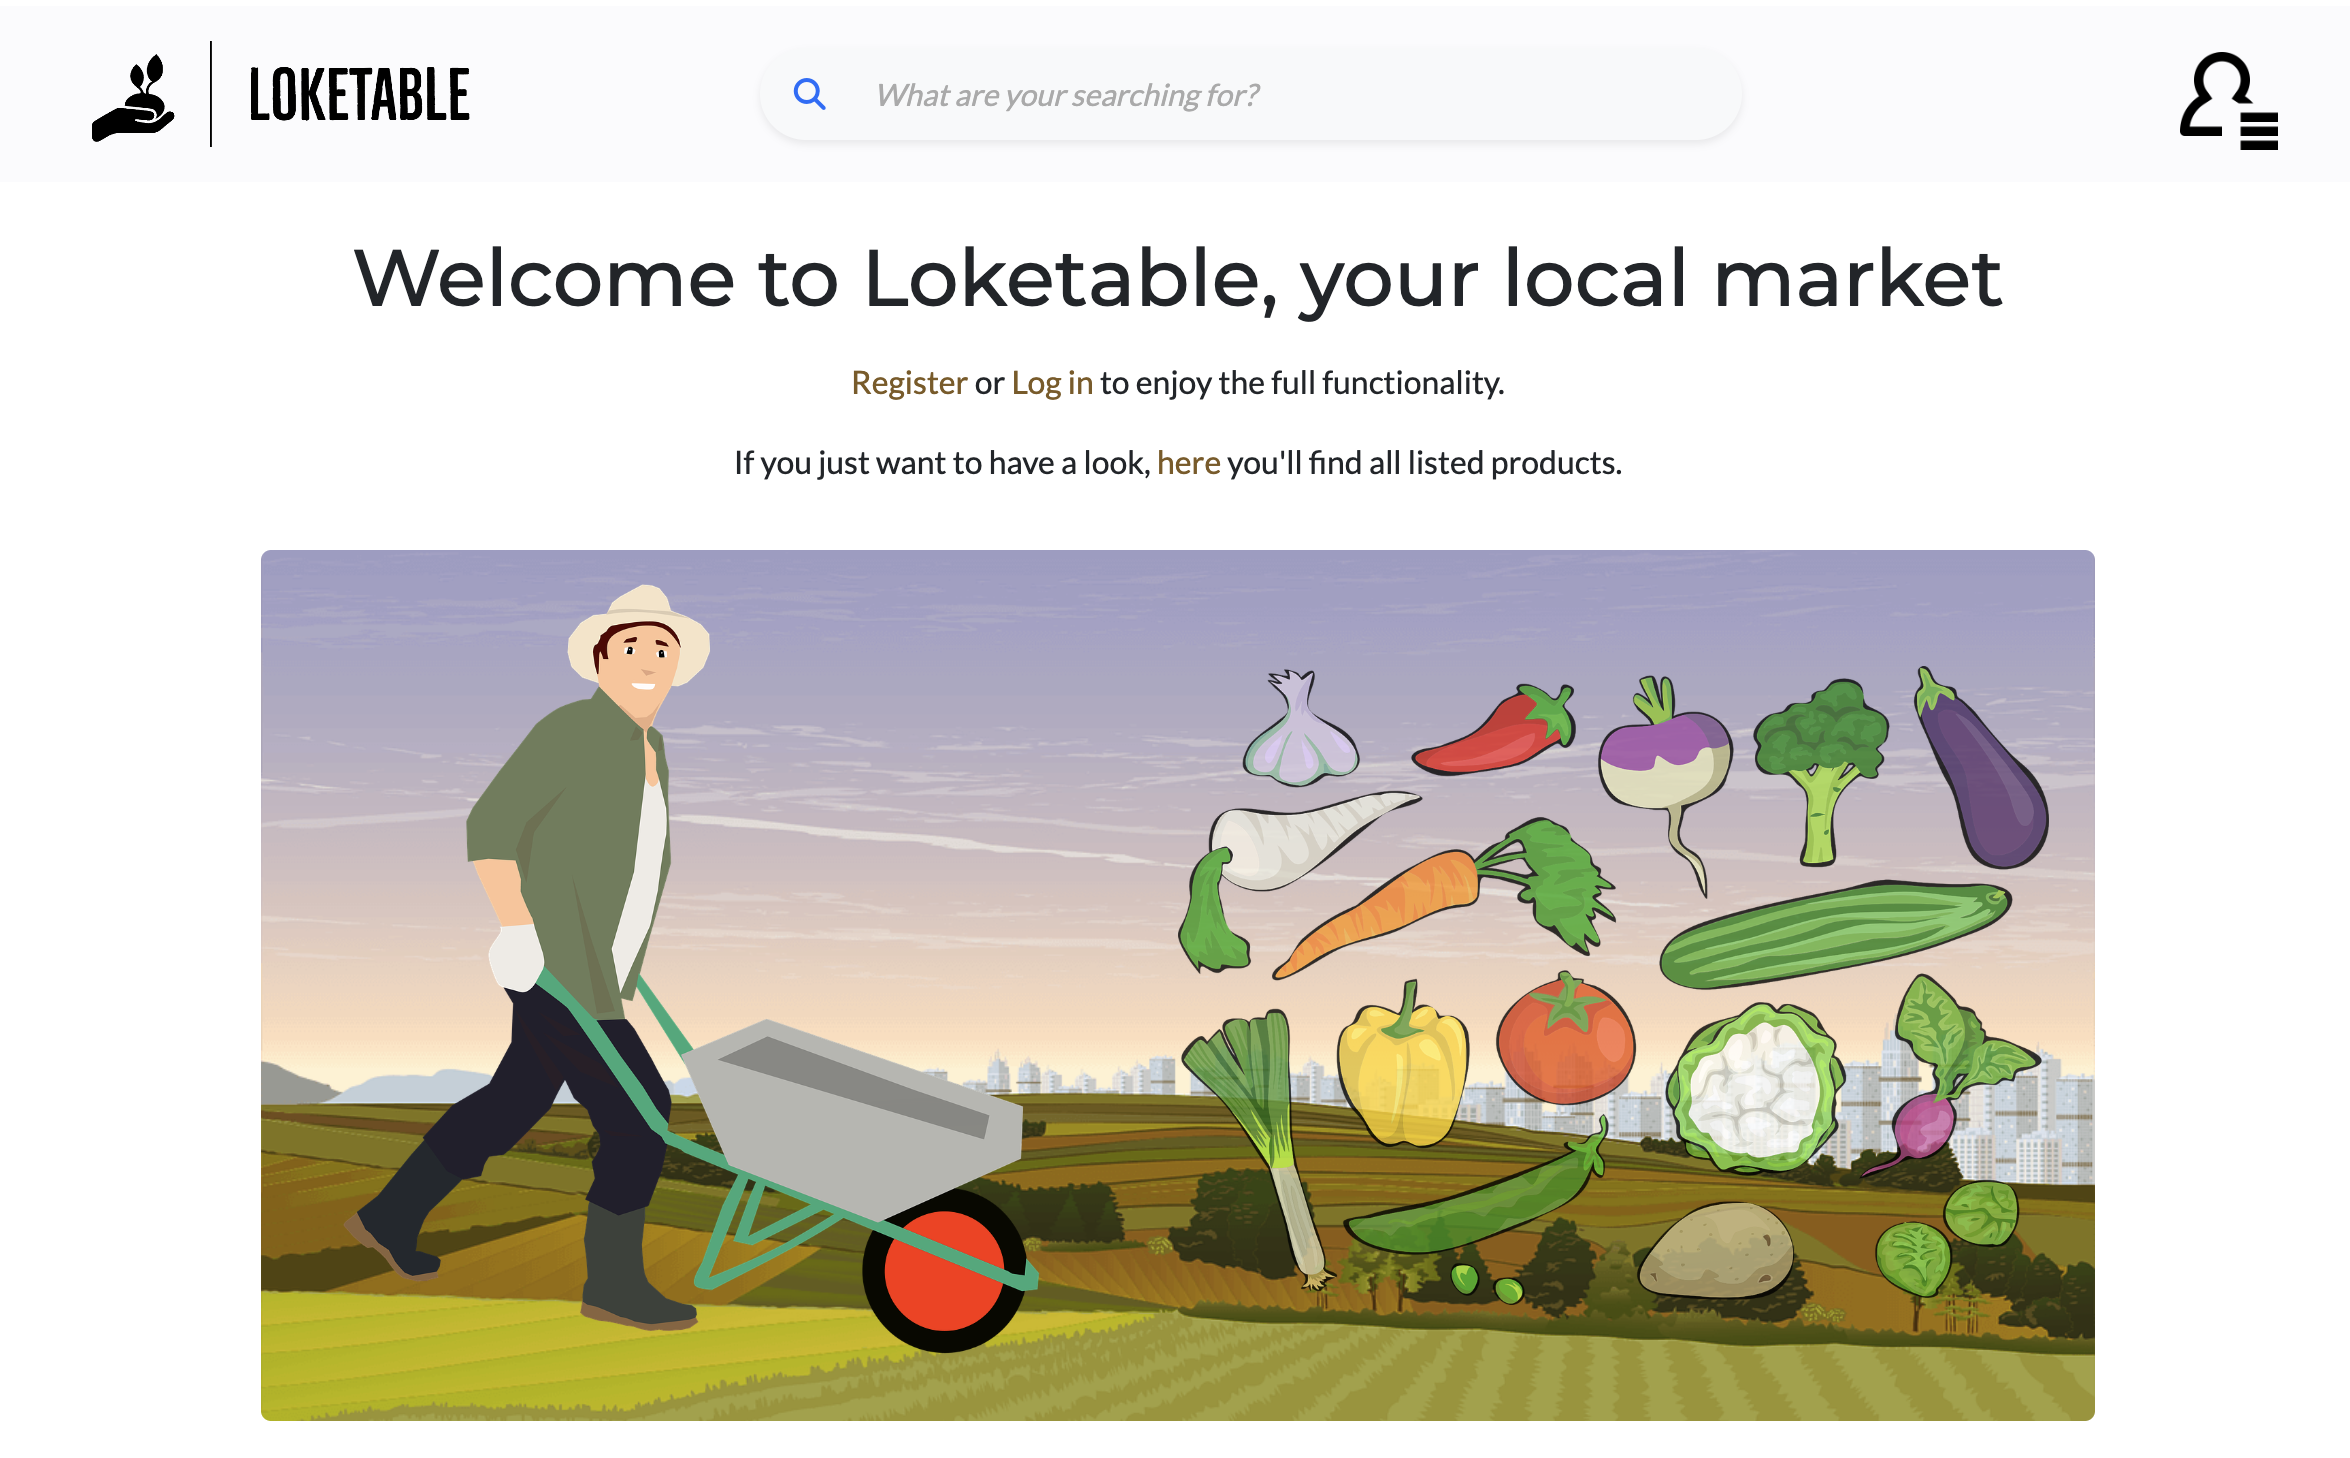 LOKETABLE
What are your searching for?
Welcome to Loketable, your local market
Register or Log in to enjoy the full functionality.
If you just want to have a look, here you'll find all listed products.